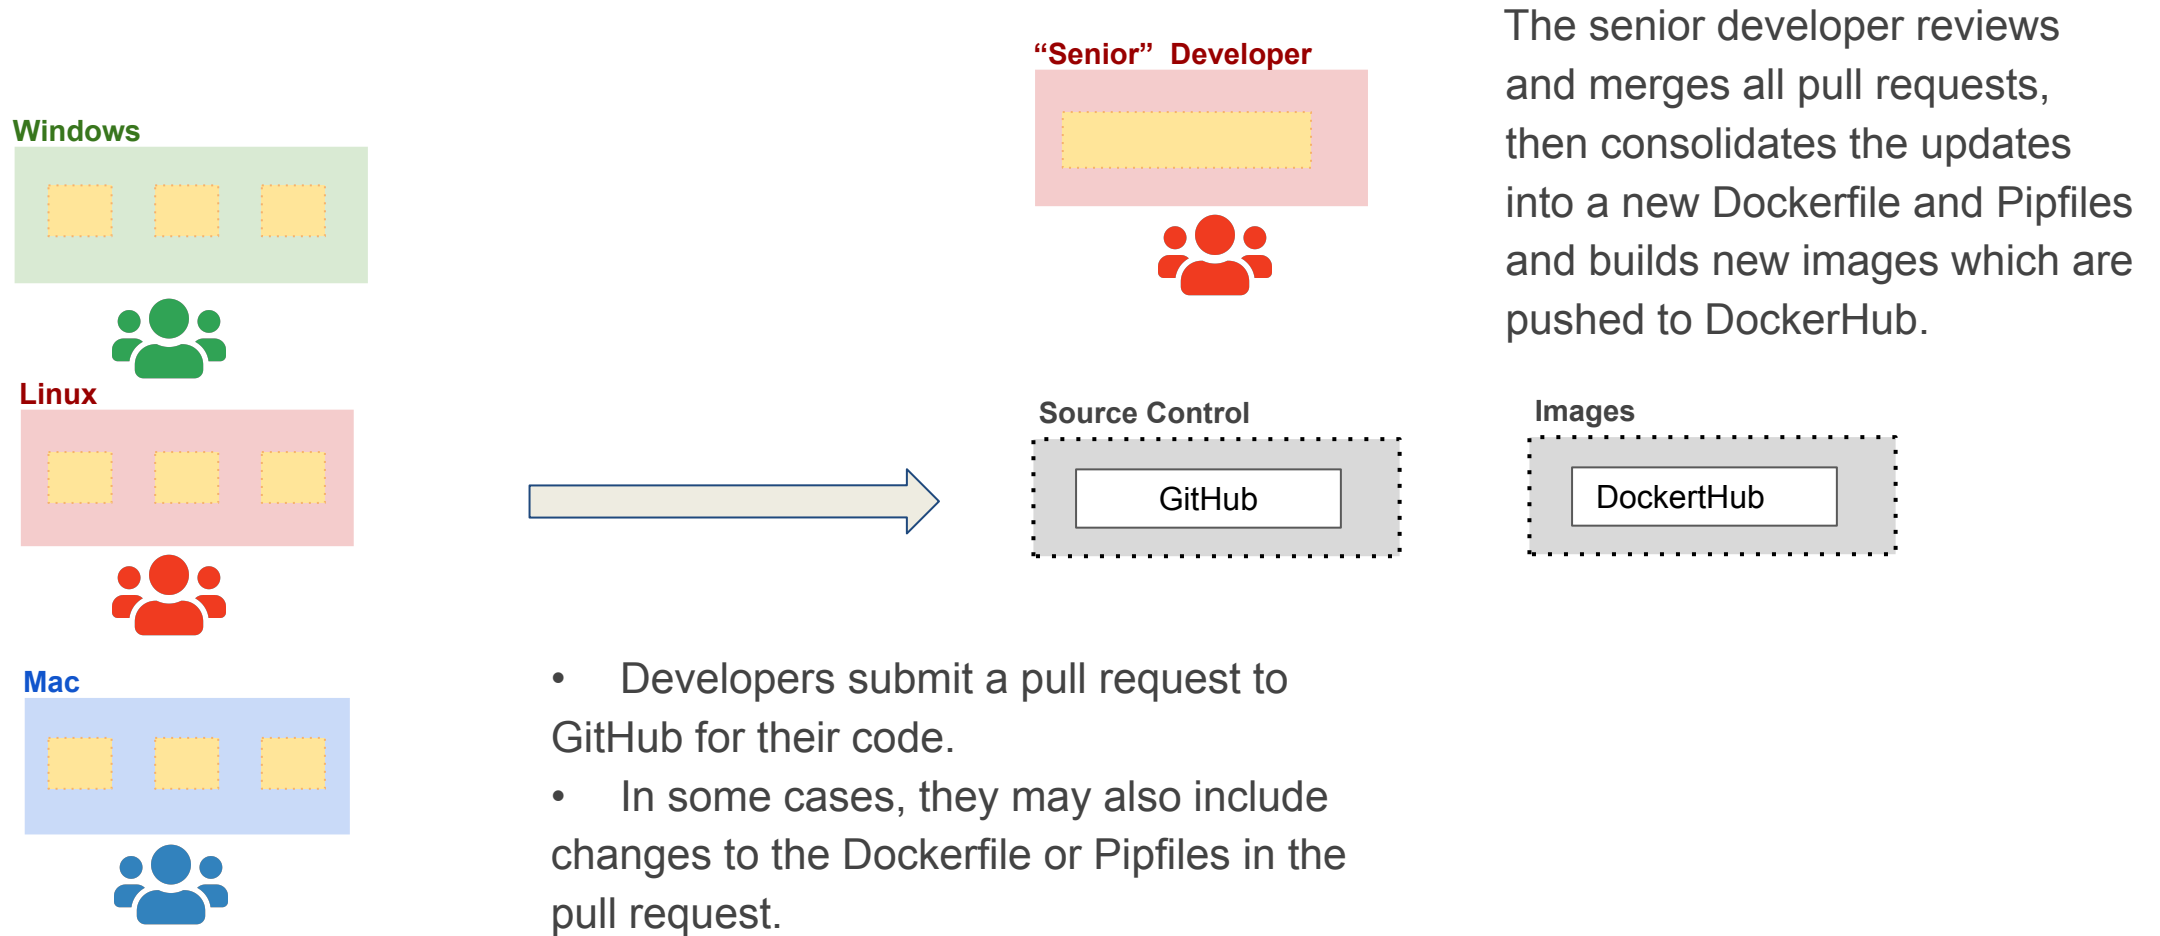 The senior developer reviews
and merges all pull requests,
then consolidates the updates
into a new Dockerfile and Pipfiles
and builds new images which are
pushed to DockerHub.
“Senior” Developer
Windows
Linux
Mac
Source Control
GitHub
Images
DockertHub
• Developers submit a pull request to
GitHub for their code.
• In some cases, they may also include
changes to the Dockerfile or Pipfiles in the
pull request.